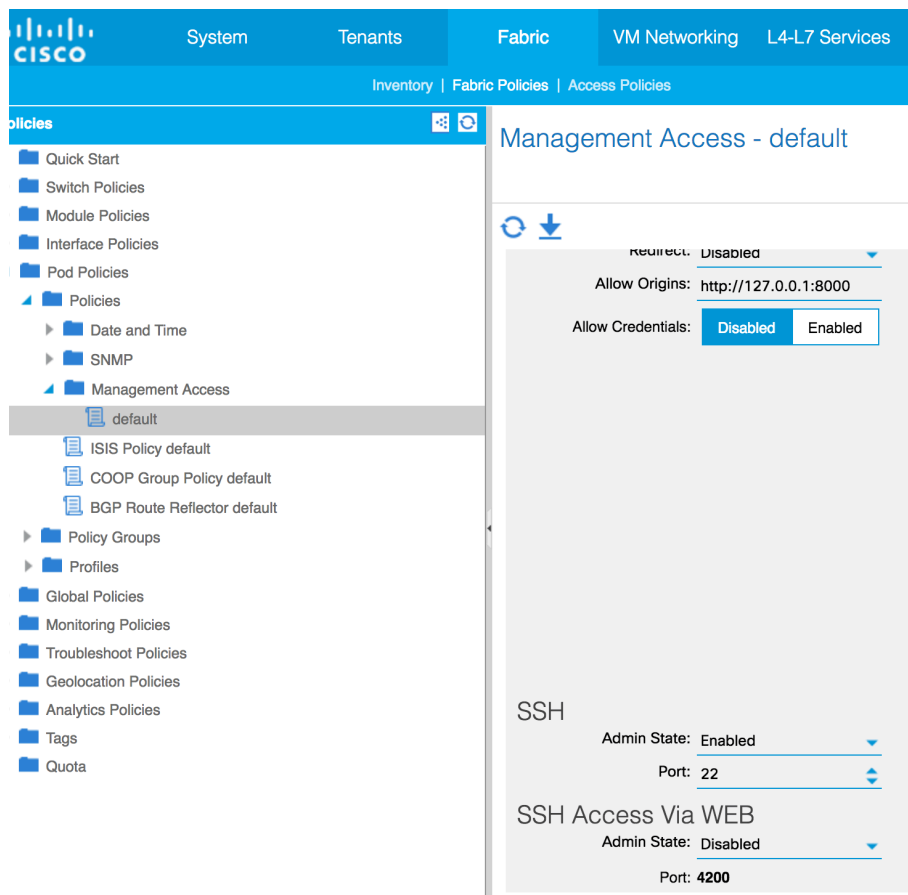 CISCO
System
Tenants
Fabric
VM Networking
L4-L7 Services
Inventory | Fabric Policies | Access Policies
olicies
Quick Start
Switch Policies
Module Policies
Interface Policies
Pod Policies
Policies
Date and Time
SNMP
Management Access
default
ISIS Policy default
COOP Group Policy default
BGP Route Reflector default
Policy Groups
Profiles
Global Policies
Monitoring Policies
Troubleshoot Policies
Geolocation Policies
Analytics Policies
Tags
Quota
Management Access - default
Redirect: Disabled
Allow Origins: http://127.0.0.1:8000
Allow Credentials: Disabled Enabled
SSH
Admin State: Enabled
Port: 22
SSH Access Via WEB
Admin State: Disabled
Port: 4200